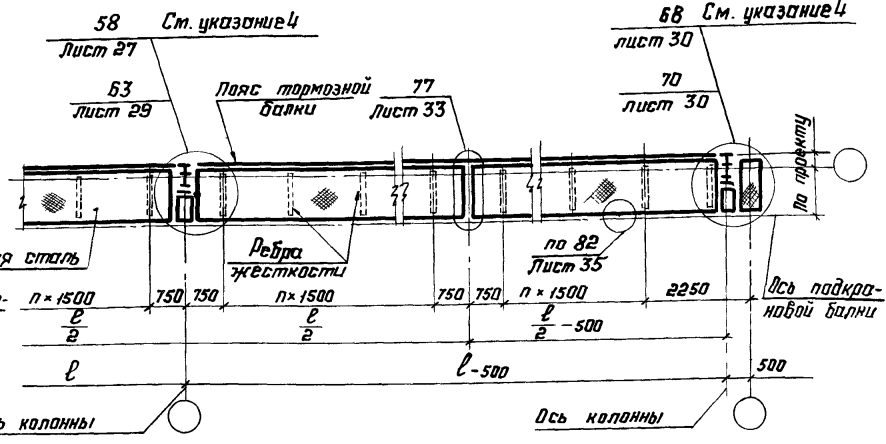 58 См. указание 4
Лист 27
63
Лист 29
Пояс тормозной
балки
77
Лист 33
68 См. указание 4
лист 30
70
лист 30
По проекту
я сталь
Ребра
жесткости
по 82
Лист 35
Ось подкра-
новой балки
n × 1500 750 750 n × 1500 750 750 n × 1500 2250
ℓ/2 ℓ/2 ℓ/2 - 500
ℓ ℓ-500 500
ь колонны
Ось колонны